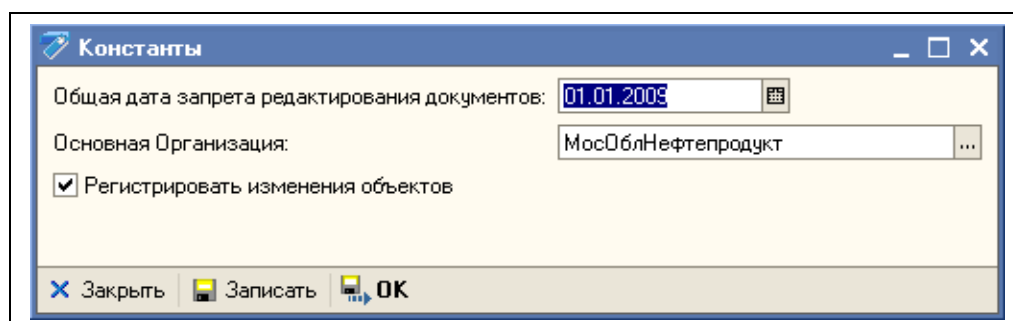 Константы
Общая дата запрета редактирования документов: 01.01.2009
Основная Организация: МосОблНефтепродукт ...
Регистрировать изменения объектов
Закрыть Записать OK